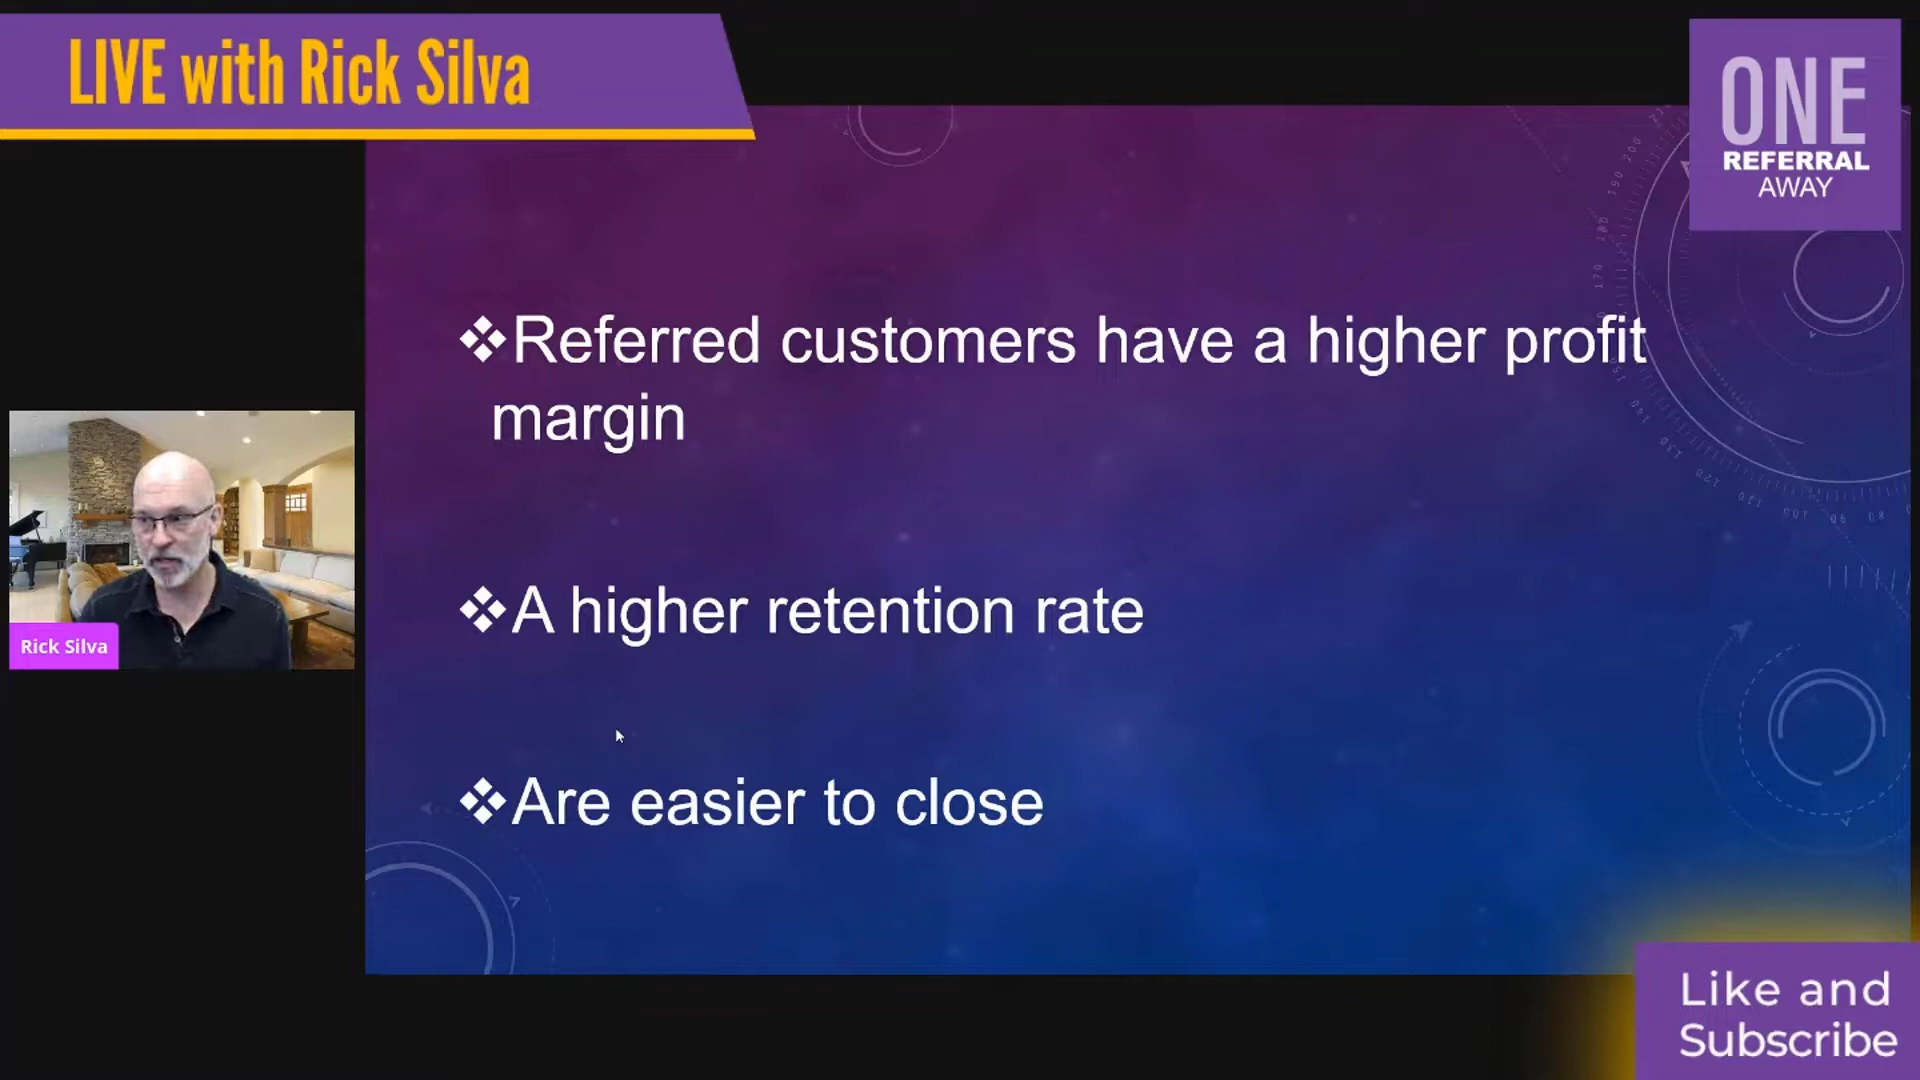 LIVE with Rick Silva
ONE
REFERRAL
AWAY
❖Referred customers have a higher profit
margin
❖A higher retention rate
❖Are easier to close
Rick Silva
Like and
Subscribe